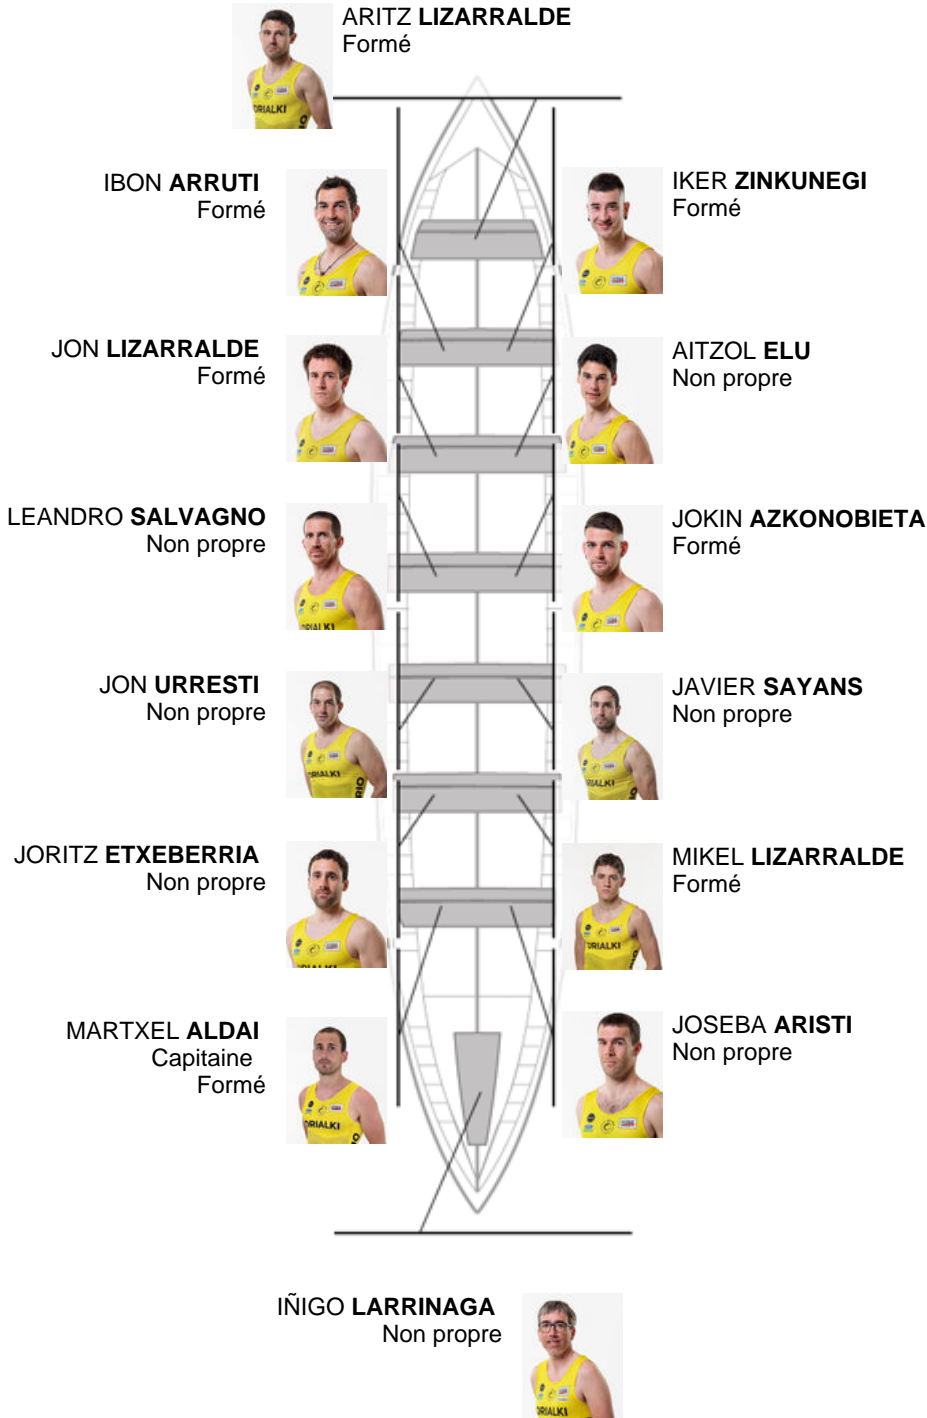 ARITZ LIZARRALDE
Formé
IBON ARRUTI
Formé
IKER ZINKUNEGI
Formé
JON LIZARRALDE
Formé
AITZOL ELU
Non propre
LEANDRO SALVAGNO
Non propre
JOKIN AZKONOBIETA
Formé
JON URRESTI
Non propre
JAVIER SAYANS
Non propre
JORITZ ETXEBERRIA
Non propre
MIKEL LIZARRALDE
Formé
MARTXEL ALDAI
Capitaine
Formé
JOSEBA ARISTI
Non propre
IÑIGO LARRINAGA
Non propre